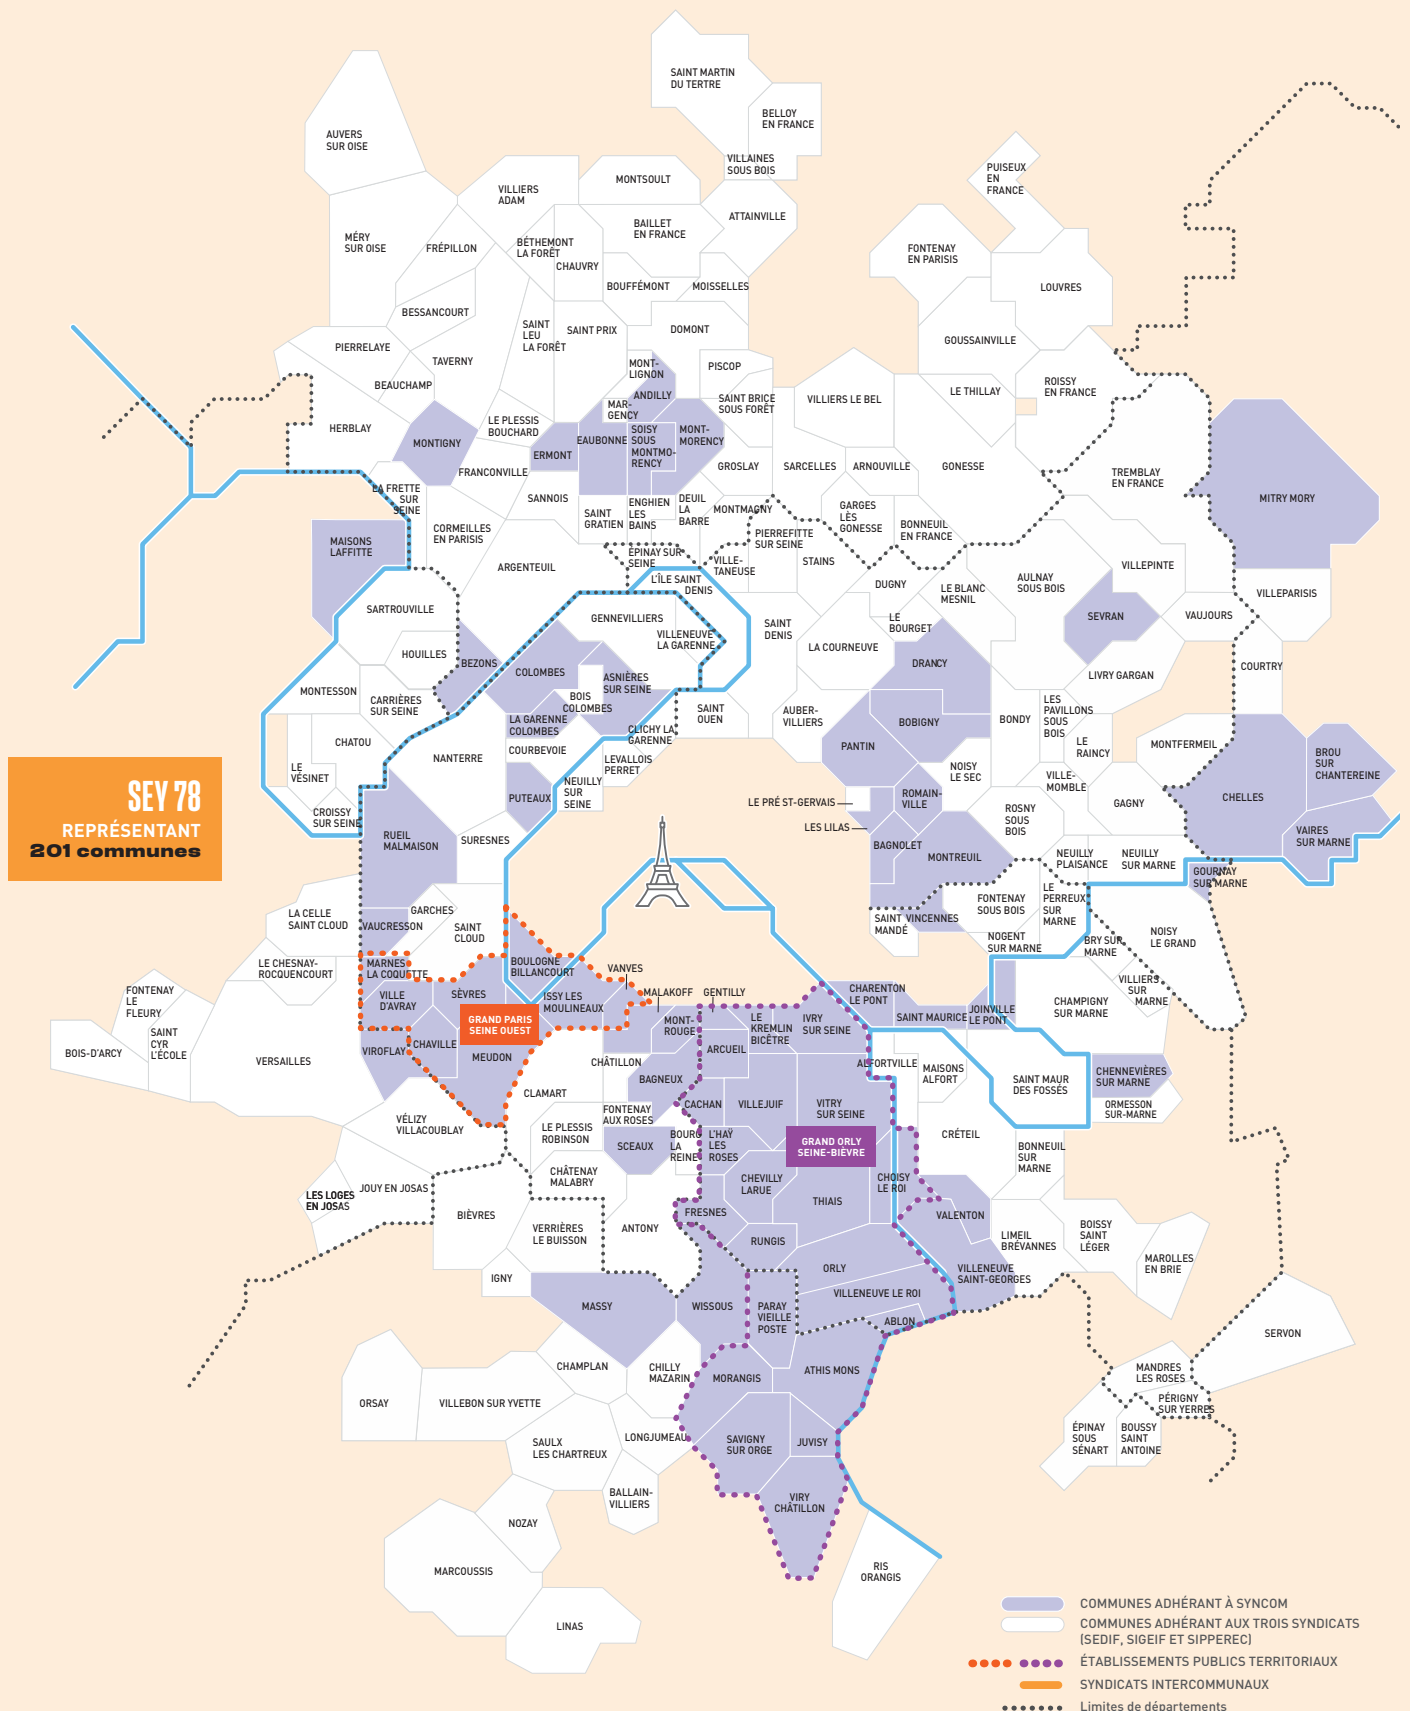 SAINT MARTIN
DU TERTRE
BELLOY
EN FRANCE
AUVERS
SUR OISE
VILLAINES
SOUS BOIS
PUISEUX
EN
FRANCE
MONTSOULT
VILLIERS
ADAM
ATTAINVILLE
BAILLET
EN FRANCE
MÉRY
SUR OISE
FRÉPILLON
BÉTHEMONT
LA FORÊT
CHAUVRY
FONTENAY
EN PARISIS
BOUFFÉMONT
MOISSELLES
LOUVRES
BESSANCOURT
SAINT
LEU
LA FORÊT
SAINT PRIX
DOMONT
GOUSSAINVILLE
PIERRELAYE
TAVERNY
MONT-
LIGNON
PISCOP
BEAUCHAMP
ANDILLY
SAINT BRICE
SOUS FORÊT
VILLIERS LE BEL
LE THILLAY
ROISSY
EN FRANCE
MAR-
GENCY
HERBLAY
LE PLESSIS
BOUCHARD
MONTIGNY
ERMONT
EAUBONNE
SOISY
SOUS
MONTMO-
RENCY
MONT-
MORENCY
FRANCONVILLE
GROSLAY
SARCELLES
ARNOUVILLE
GONESSE
TREMBLAY
EN FRANCE
MITRY MORY
LA FRETTE
SUR
SEINE
SANNOIS
SAINT
GRATIEN
ENGHIEN
LES
BAINS
DEUIL
LA
BARRE
MONTMAGNY
GARGES
LÈS
GONESSE
BONNEUIL
EN FRANCE
CORMEILLES
EN PARISIS
PIERREFITTE
SUR SEINE
MAISONS
LAFFITTE
ARGENTEUIL
ÉPINAY SUR
SEINE
VILLE-
TANEUSE
STAINS
VILLEPINTE
L'ÎLE SAINT
DENIS
DUGNY
LE BLANC
MESNIL
AULNAY
SOUS BOIS
VILLEPARISIS
SARTROUVILLE
GENNEVILLIERS
SAINT
DENIS
LE
BOURGET
SEVRAN
VAUJOURS
VILLENEUVE
LA GARENNE
LA COURNEUVE
HOUILLES
BEZONS
COLOMBES
ASNIÈRES
SUR SEINE
DRANCY
LIVRY GARGAN
COURTRY
MONTESSON
CARRIÈRES
SUR SEINE
BOIS
COLOMBES
SAINT
OUEN
AUBER-
VILLIERS
LES
PAVILLONS
SOUS
BOIS
LA GARENNE
COLOMBES
CLICHY LA
GARENNE
BOBIGNY
BONDY
CHATOU
COURBEVOIE
PANTIN
LE
RAINCY
MONTFERMEIL
BROU
SUR
CHANTEREINE
NANTERRE
LEVALLOIS
PERRET
LE
VÉSINET
NEUILLY
SUR
SEINE
NOISY
LE SEC
VILLE-
MOMBLE
SEY 78
REPRÉSENTANT
201 communes
PUTEAUX
ROMAIN-
VILLE
CHELLES
CROISSY
SUR SEINE
LE PRÉ ST-GERVAIS
GAGNY
ROSNY
SOUS
BOIS
RUEIL
MALMAISON
SURESNES
LES LILAS
VAIRES
SUR MARNE
BAGNOLET
MONTREUIL
NEUILLY
PLAISANCE
NEUILLY
SUR MARNE
GOURNAY
SUR MARNE
LA CELLE
SAINT CLOUD
GARCHES
VAUCRESSON
SAINT
CLOUD
SAINT
MANDÉ
VINCENNES
FONTENAY
SOUS BOIS
LE
PERREUX
SUR
MARNE
NOGENT
SUR MARNE
BRY SUR
MARNE
NOISY
LE GRAND
LE CHESNAY-
ROCQUENCOURT
MARNES
LA COQUETTE
BOULOGNE
BILLANCOURT
VANVES
FONTENAY
LE
FLEURY
VILLE
D'AVRAY
SÈVRES
ISSY LES
MOULINEAUX
MALAKOFF
GENTILLY
CHARENTON
LE PONT
VILLIERS
SUR
MARNE
CHAMPIGNY
SUR MARNE
GRAND PARIS
SEINE OUEST
MONT-
ROUGE
LE
KREMLIN
BICÊTRE
IVRY
SUR SEINE
SAINT MAURICE
JOINVILLE
LE PONT
SAINT
CYR
L'ÉCOLE
BOIS-D'ARCY
VERSAILLES
VIROFLAY
CHAVILLE
MEUDON
CHÂTILLON
ARCUEIL
ALFORTVILLE
MAISONS
ALFORT
SAINT MAUR
DES FOSSÉS
CHENNEVIÈRES
SUR MARNE
CLAMART
BAGNEUX
CACHAN
VILLEJUIF
VITRY
SUR SEINE
ORMESSON
SUR-MARNE
VÉLIZY
VILLACOUBLAY
FONTENAY
AUX ROSES
LE PLESSIS
ROBINSON
SCEAUX
BOURG
LA
REINE
L'HAŸ
LES
ROSES
GRAND ORLY
SEINE-BIÈVRE
CRÉTEIL
BONNEUIL
SUR
MARNE
CHÂTENAY
MALABRY
CHEVILLY
LARUE
CHOISY
LE ROI
LES LOGES
EN JOSAS
JOUY EN JOSAS
THIAIS
BIÈVRES
FRESNES
VALENTON
VERRIÈRES
LE BUISSON
ANTONY
RUNGIS
LIMEIL
BRÉVANNES
BOISSY
SAINT
LÉGER
MAROLLES
EN BRIE
IGNY
ORLY
VILLENEUVE
SAINT-GEORGES
MASSY
WISSOUS
PARAY
VIEILLE
POSTE
VILLENEUVE LE ROI
ABLON
SERVON
CHAMPLAN
CHILLY
MAZARIN
MORANGIS
ATHIS MONS
MANDRES
LES ROSES
ORSAY
VILLEBON SUR YVETTE
PÉRIGNY
SUR YERRES
SAULX
LES CHARTREUX
LONGJUMEAU
SAVIGNY
SUR ORGE
JUVISY
ÉPINAY
SOUS
SÉNART
BOUSSY
SAINT
ANTOINE
BALLAIN-
VILLIERS
VIRY
CHÂTILLON
NOZAY
MARCOUSSIS
RIS
ORANGIS
LINAS
COMMUNES ADHÉRANT À SYNCOM
COMMUNES ADHÉRANT AUX TROIS SYNDICATS
(SEDIF, SIGEIF ET SIPPEREC)
ÉTABLISSEMENTS PUBLICS TERRITORIAUX
SYNDICATS INTERCOMMUNAUX
Limites de départements